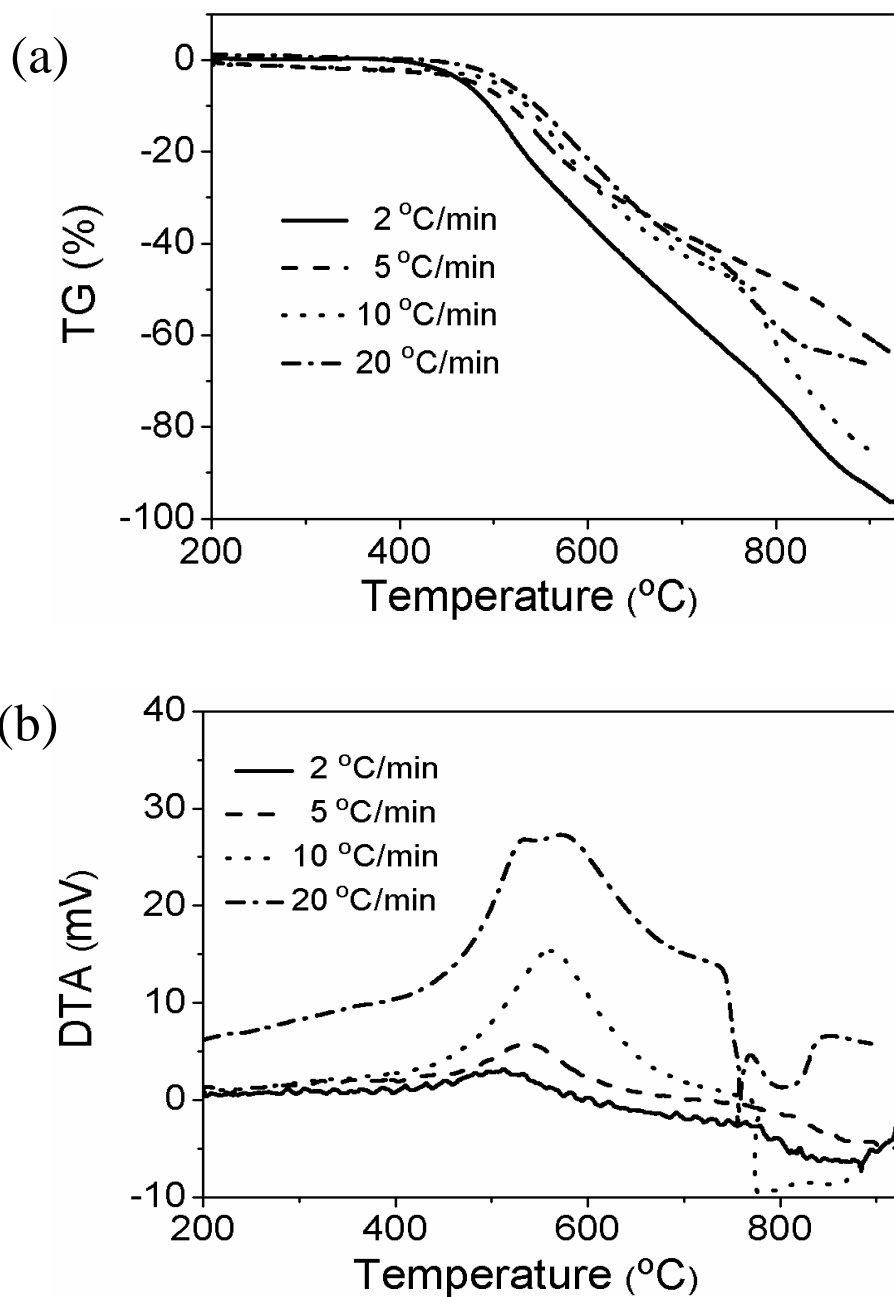 (a)
0
-20
-40
-60
-80
-100
TG (%)
2 °C/min
5 °C/min
10 °C/min
20 °C/min
200
400
600
800
Temperature (°C)
(b)
40
30
20
10
0
-10
DTA (mV)
2 °C/min
5 °C/min
10 °C/min
20 °C/min
200
400
600
800
Temperature (°C)